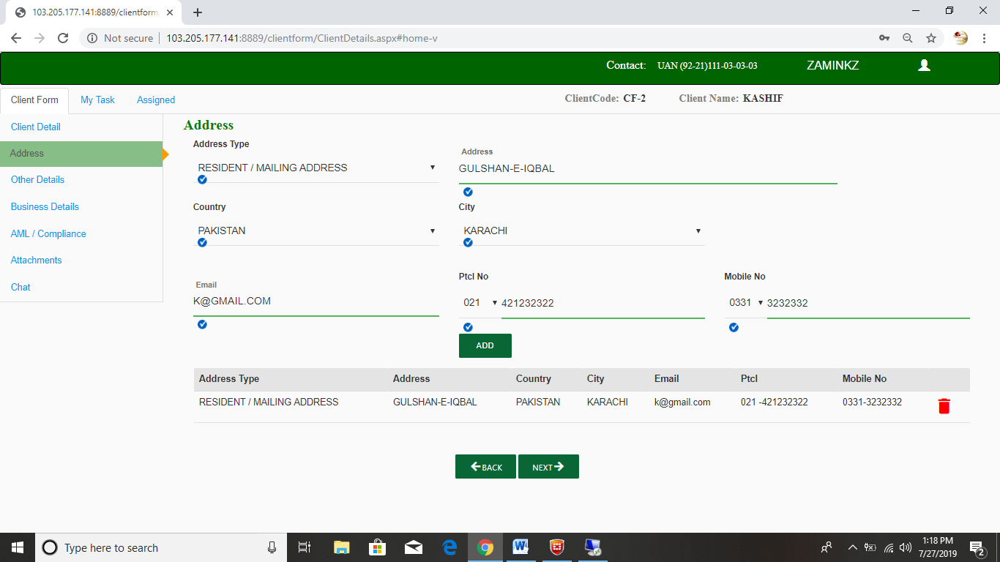 103.205.177.141:8889/clientform
Not secure 103.205.177.141:8889/clientform/ClientDetails.aspx#home-v
Contact: UAN (92-21)111-03-03-03 ZAMINKZ
Client Form My Task Assigned ClientCode: CF-2 Client Name: KASHIF
Client Detail
Address
Other Details
Business Details
AML / Compliance
Attachments
Chat
Address
Address Type Address
RESIDENT / MAILING ADDRESS GULSHAN-E-IQBAL
Country City
PAKISTAN KARACHI
Email Ptcl No Mobile No
K@GMAIL.COM 021 421232322 0331 3232332
ADD
Address Type Address Country City Email Ptcl Mobile No
RESIDENT / MAILING ADDRESS GULSHAN-E-IQBAL PAKISTAN KARACHI k@gmail.com 021 -421232322 0331-3232332
BACK NEXT
Type here to search
1:18 PM
7/27/2019
2